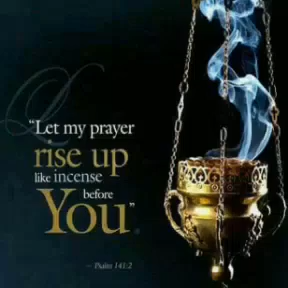 "Let my prayer
rise up
like incense
before
You"
— Psalm 141:2